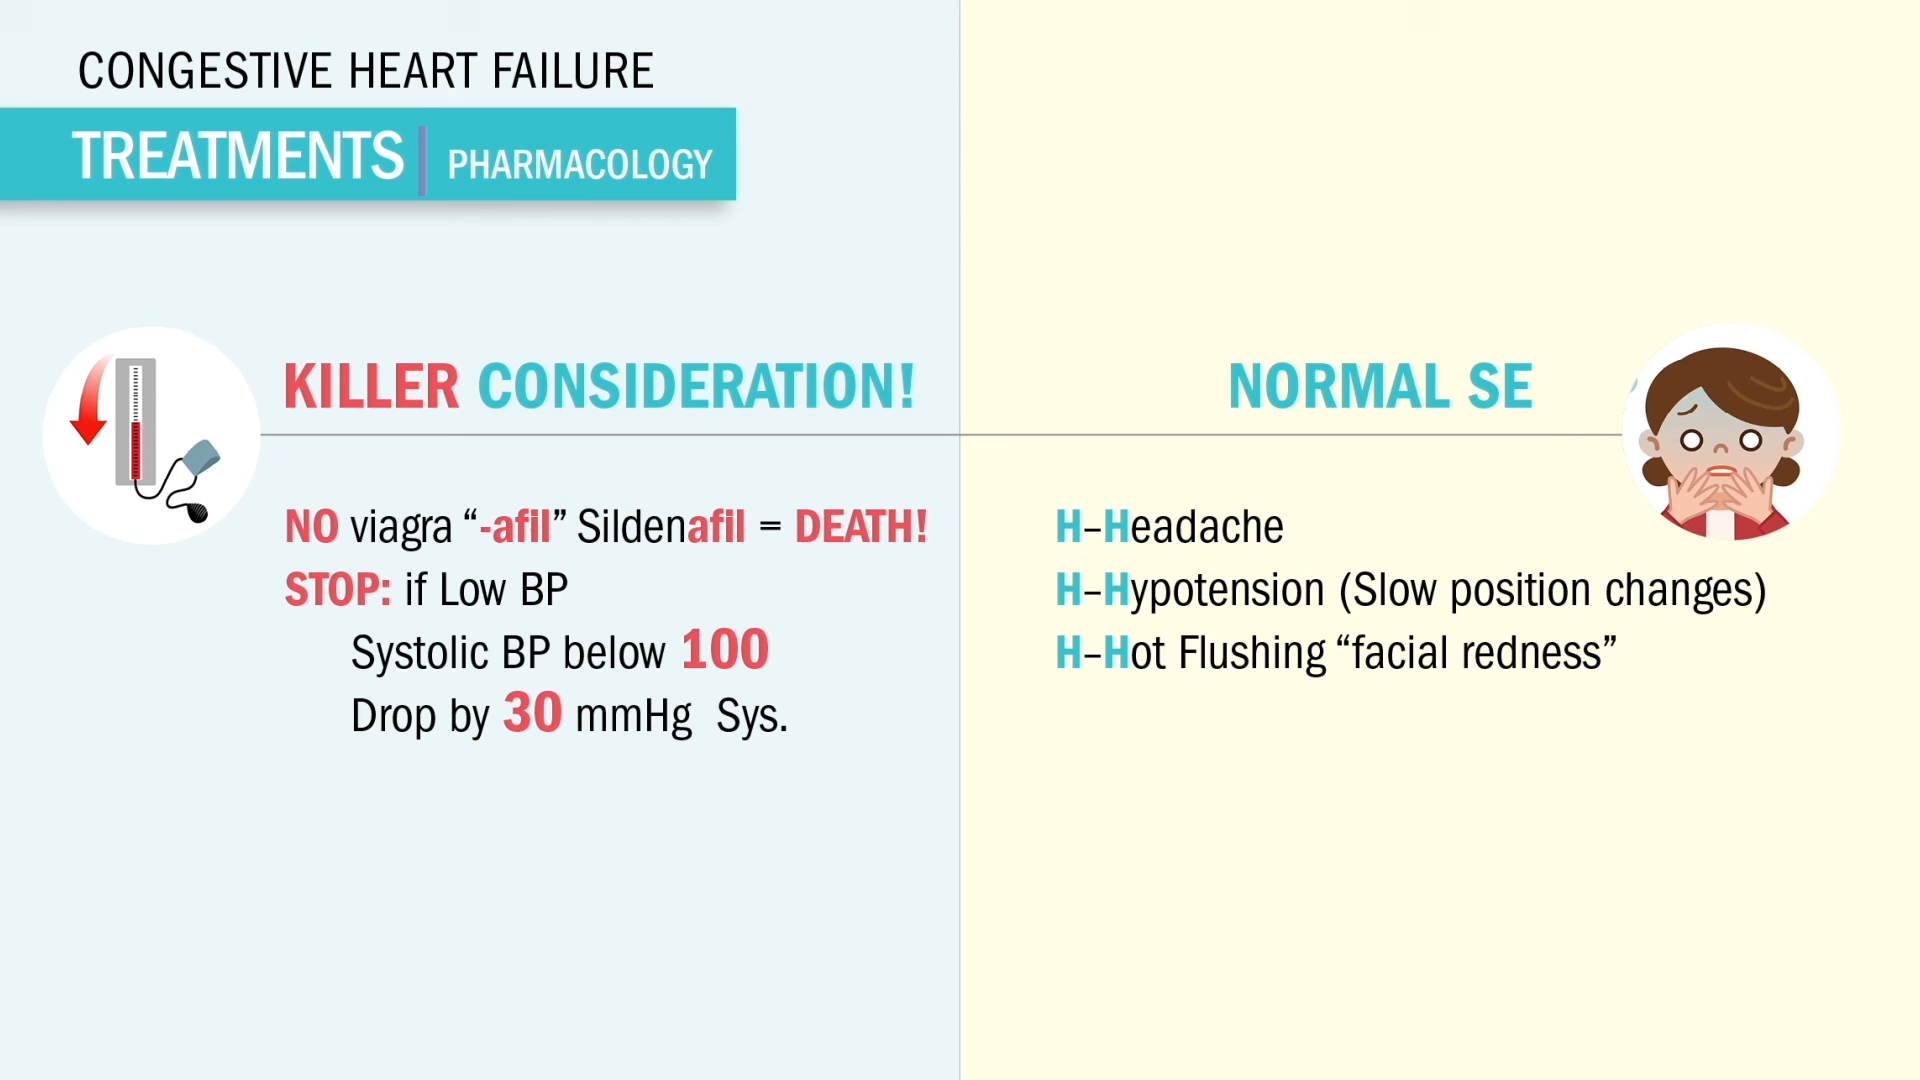 CONGESTIVE HEART FAILURE
TREATMENTS | PHARMACOLOGY
KILLER CONSIDERATION!
NO viagra “-afil” Sildenafil = DEATH!
STOP: if Low BP
Systolic BP below 100
Drop by 30 mmHg Sys.
NORMAL SE
H–Headache
H–Hypotension (Slow position changes)
H–Hot Flushing “facial redness”